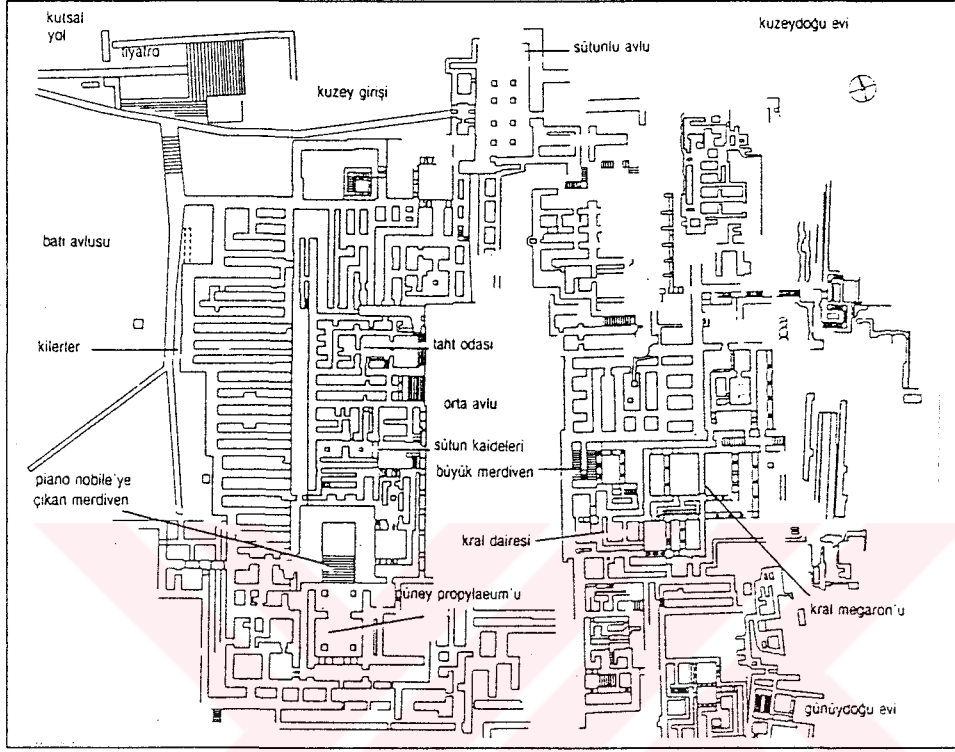 kutsal
yol
tiyatro
kuzey girişi
sütunlu avlu
kuzeydoğu evi
batı avlusu
kilerler
taht odası
orta avlu
sütun kaideleri
büyük merdiven
piano nobile'ye
çıkan merdiven
kral dairesi
güney propylaeum'u
kral megaron'u
günüydoğu evi